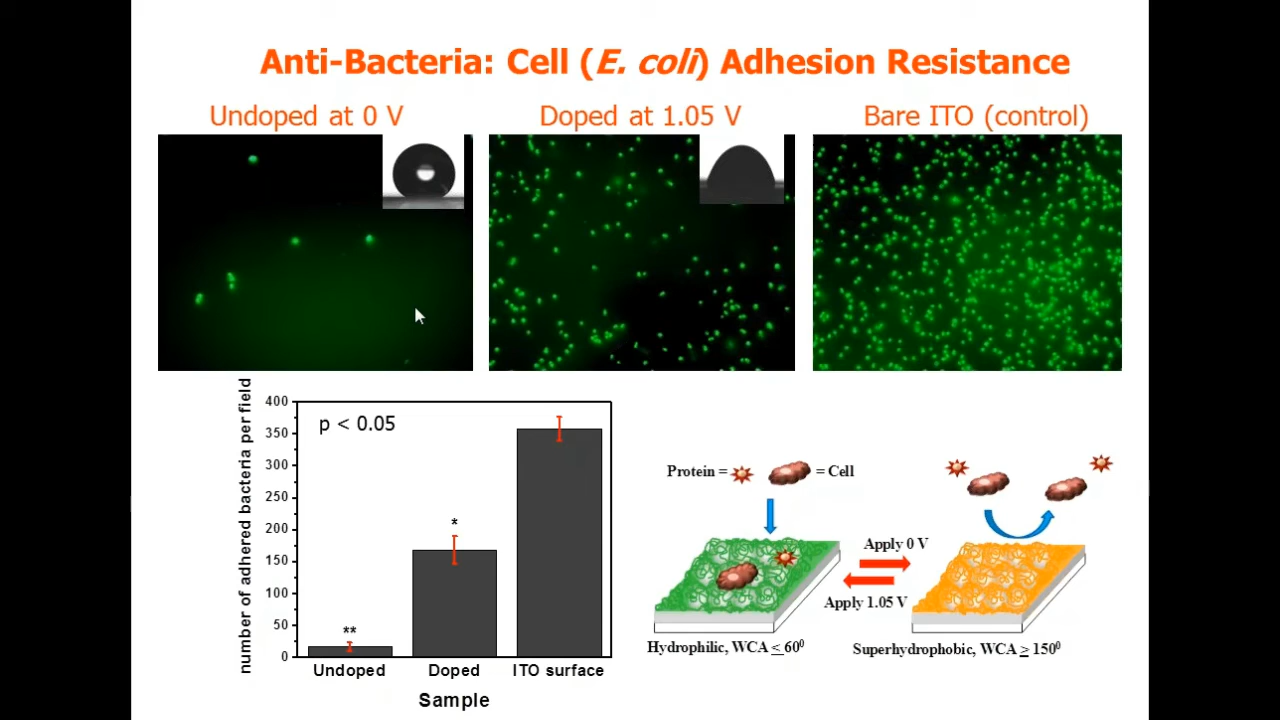 Anti-Bacteria: Cell (E. coli) Adhesion Resistance
Undoped at 0 V
Doped at 1.05 V
Bare ITO (control)
number of adhered bacteria per field
400
350
300
250
200
150
100
50
0
p < 0.05
**
*
Undoped
Doped
ITO surface
Sample
Protein =
= Cell
Apply 0 V
Apply 1.05 V
Hydrophilic, WCA ≤ 60⁰
Superhydrophobic, WCA ≥ 150⁰